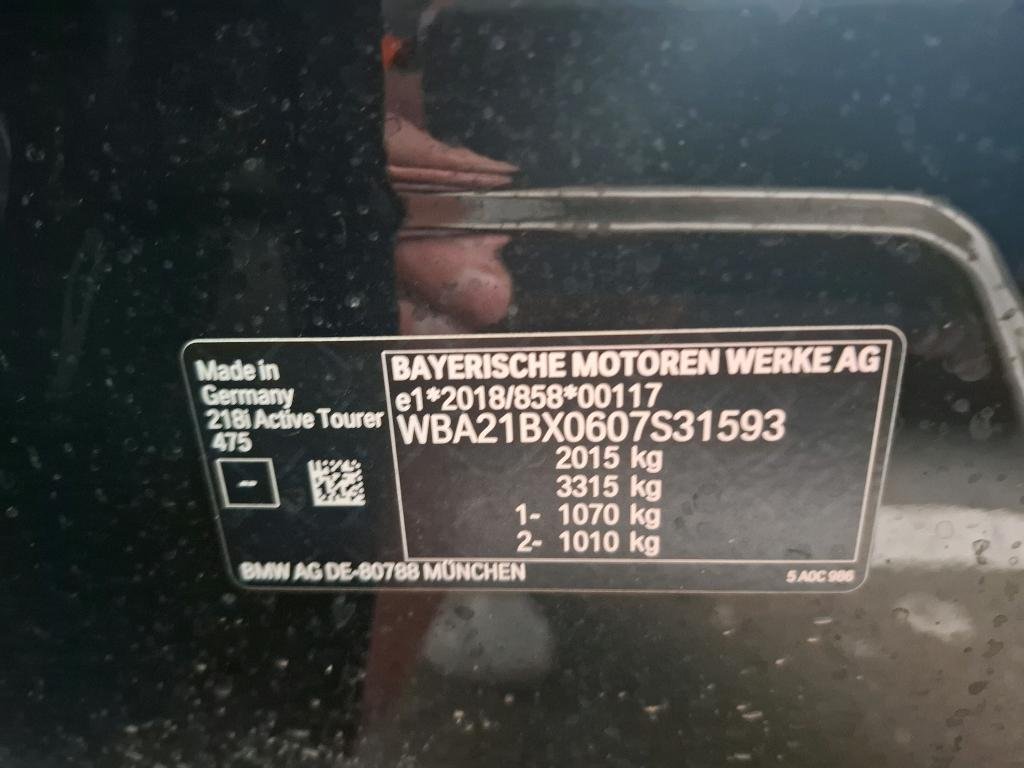 Made in
Germany
218i Active Tourer
475
--
BAYERISCHE MOTOREN WERKE AG
e1*2018/858*00117
WBA21BX0607S31593
2015 kg
3315 kg
1- 1070 kg
2- 1010 kg
BMW AG DE-80788 MÜNCHEN
5 A0C 986